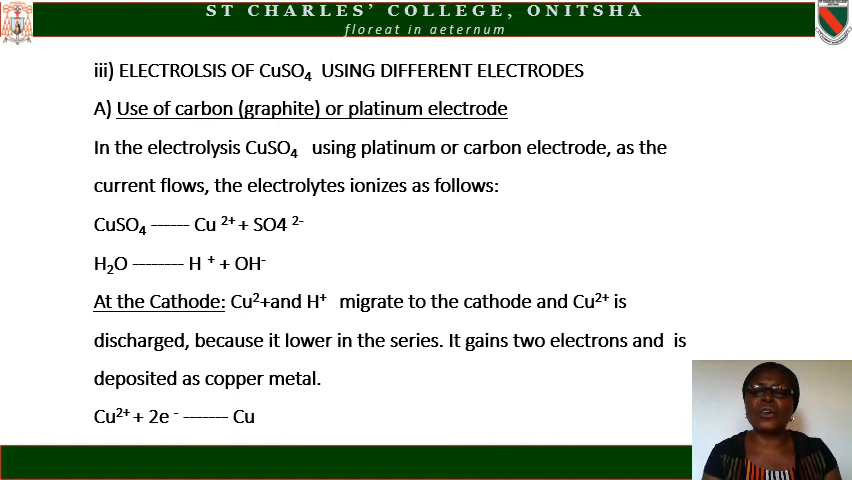 ST CHARLES’ COLLEGE, ONITSHA
floreat in aeternum
iii) ELECTROLSIS OF CuSO₄ USING DIFFERENT ELECTRODES
A) Use of carbon (graphite) or platinum electrode
In the electrolysis CuSO₄ using platinum or carbon electrode, as the
current flows, the electrolytes ionizes as follows:
CuSO₄ ------ Cu ²⁺ + SO4 ²⁻
H₂O -------- H ⁺ + OH⁻
At the Cathode: Cu²+and H⁺ migrate to the cathode and Cu²⁺ is
discharged, because it lower in the series. It gains two electrons and is
deposited as copper metal.
Cu²⁺ + 2e ⁻ ------- Cu